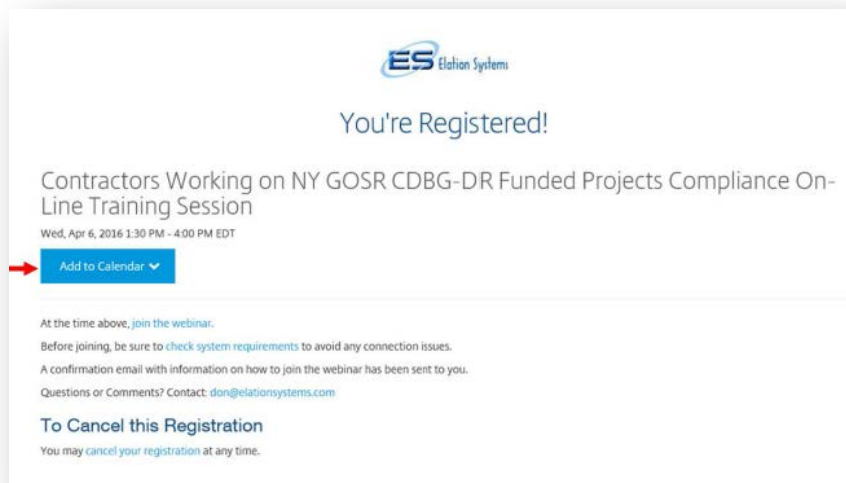 ES Elation Systems
You're Registered!
Contractors Working on NY GOSR CDBG-DR Funded Projects Compliance On-
Line Training Session
Wed, Apr 6, 2016 1:30 PM - 4:00 PM EDT
Add to Calendar
At the time above, join the webinar.
Before joining, be sure to check system requirements to avoid any connection issues.
A confirmation email with information on how to join the webinar has been sent to you.
Questions or Comments? Contact: don@elationsystems.com
To Cancel this Registration
You may cancel your registration at any time.